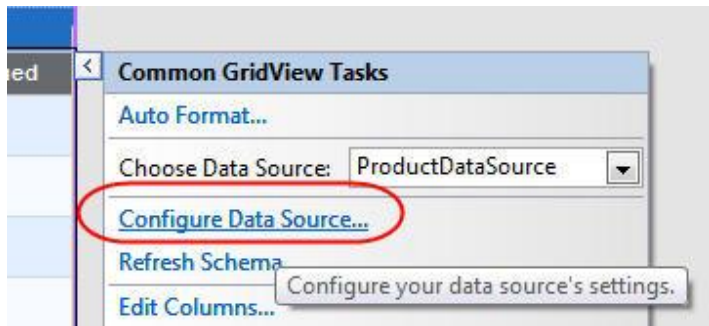 ied
< Common GridView Tasks
Auto Format...
Choose Data Source: ProductDataSource
Configure Data Source...
Refresh Schema
Configure your data source's settings.
Edit Columns...